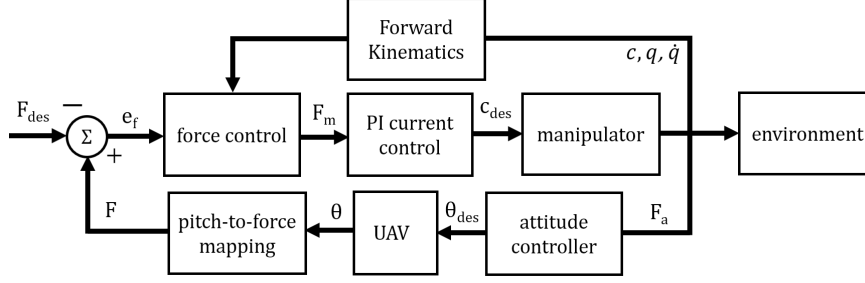 Forward
Kinematics
c, q, q̇
F_des
−
e_f
Σ
+
force control
F_m
PI current
control
c_des
manipulator
environment
F
pitch-to-force
mapping
θ
UAV
θ_des
attitude
controller
F_a